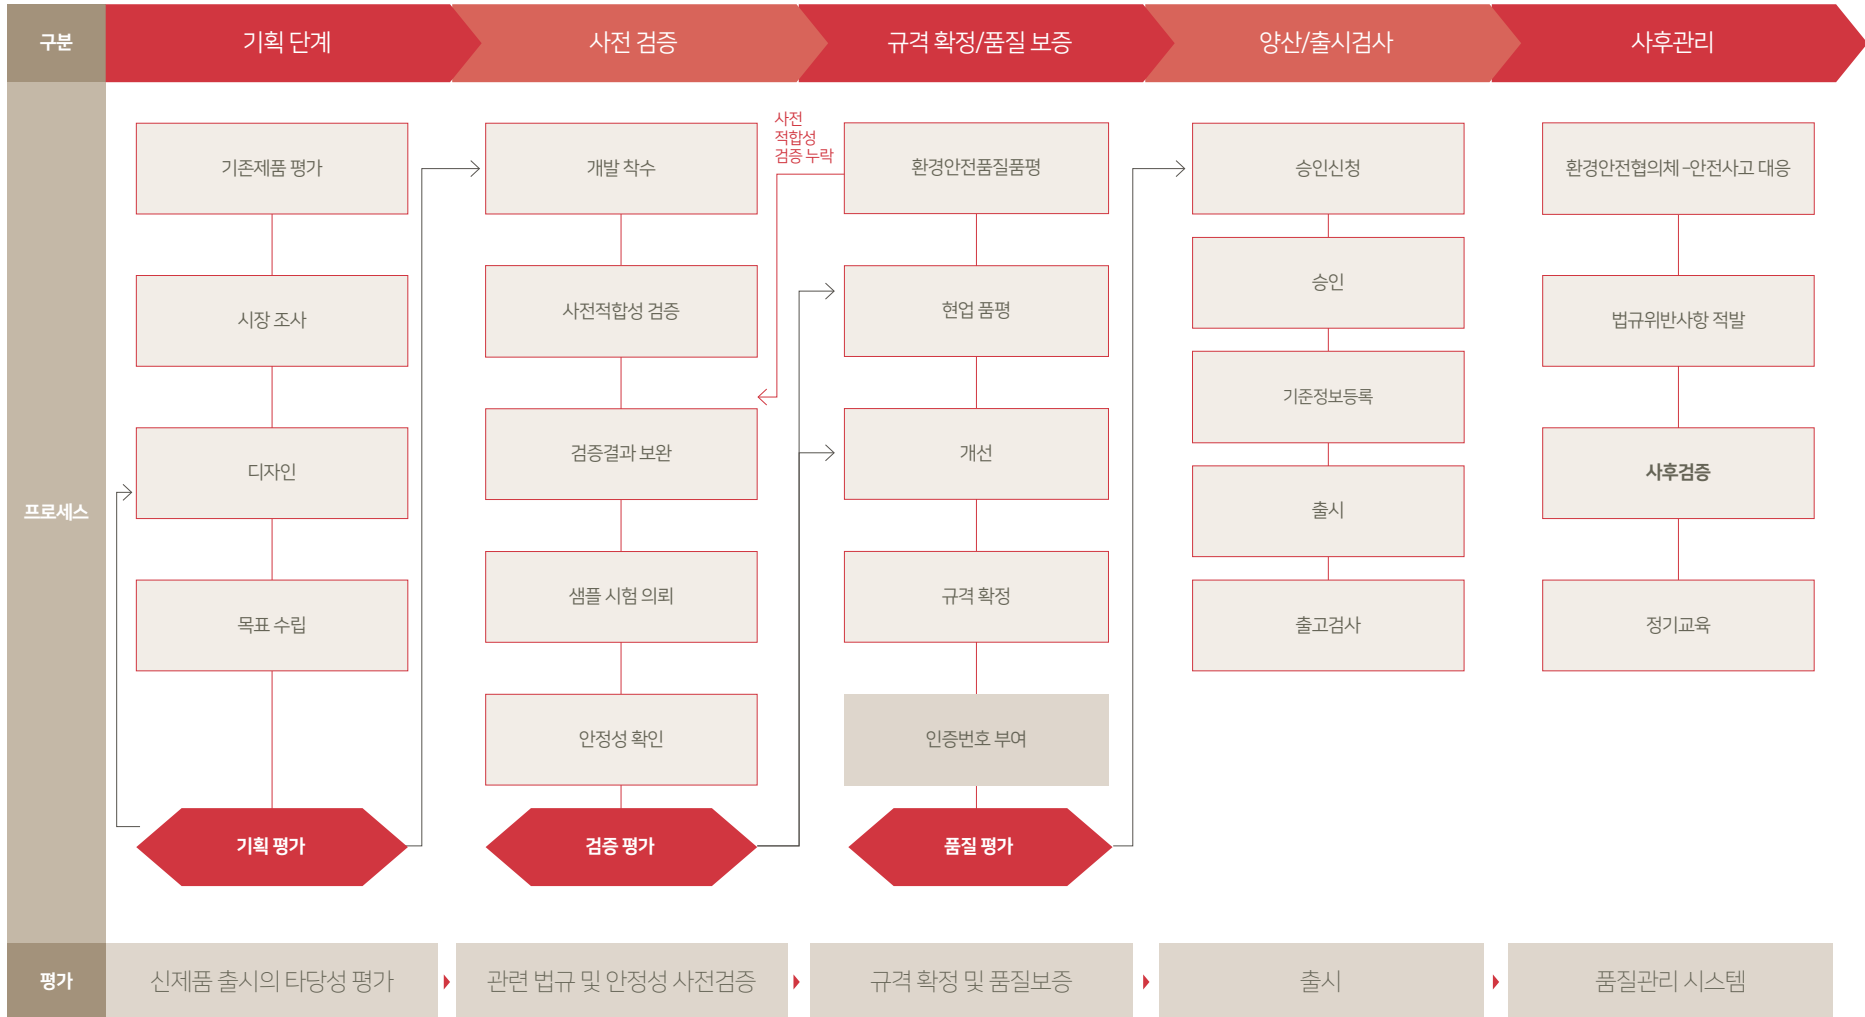 구분
기획 단계
사전 검증
규격 확정/품질 보증
양산/출시검사
사후관리
프로세스
기존제품 평가
시장 조사
디자인
목표 수립
기획 평가
개발 착수
사전적합성 검증
검증결과 보완
샘플 시험 의뢰
안정성 확인
검증 평가
사전
적합성
검증 누락
환경안전품질품평
현업 품평
개선
규격 확정
인증번호 부여
품질 평가
승인신청
승인
기준정보등록
출시
출고검사
환경안전협의체-안전사고 대응
법규위반사항 적발
사후검증
정기교육
평가
신제품 출시의 타당성 평가
관련 법규 및 안정성 사전검증
규격 확정 및 품질보증
출시
품질관리 시스템